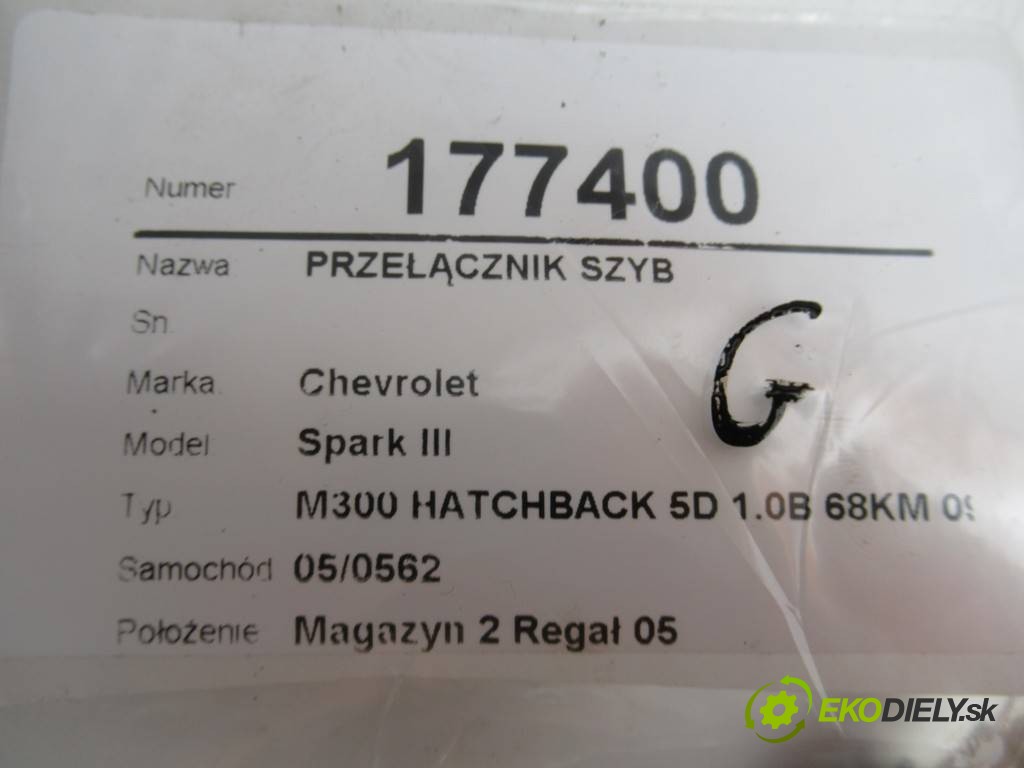 Numer 177400
Nazwa PRZEŁĄCZNIK SZYB
Sn.
G
Marka Chevrolet
Model Spark III
Typ M300 HATCHBACK 5D 1.0B 68KM 09
Samochód 05/0562
Położenie Magazyn 2 Regał 05
EKODIELY.sk